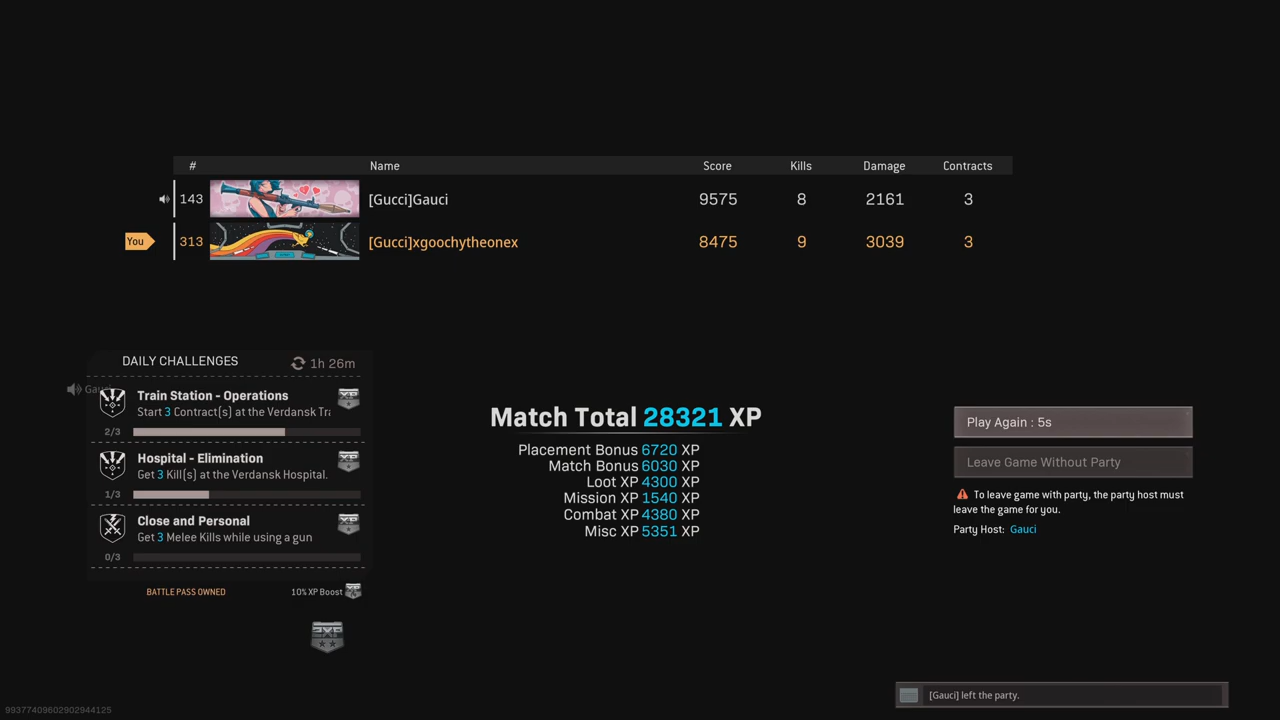 # Name Score Kills Damage Contracts
143 [Gucci]Gauci 9575 8 2161 3
You 313 [Gucci]xgoochytheonex 8475 9 3039 3
DAILY CHALLENGES 1h 26m
Train Station - Operations
Start 3 Contract(s) at the Verdansk Tra
2/3
Hospital - Elimination
Get 3 Kill(s) at the Verdansk Hospital.
1/3
Close and Personal
Get 3 Melee Kills while using a gun
0/3
BATTLE PASS OWNED 10% XP Boost
Match Total 28321 XP
Placement Bonus 6720 XP
Match Bonus 6030 XP
Loot XP 4300 XP
Mission XP 1540 XP
Combat XP 4380 XP
Misc XP 5351 XP
Play Again : 5s
Leave Game Without Party
To leave game with party, the party host must
leave the game for you.
Party Host: Gauci
[Gauci] left the party.
99377409602902944125